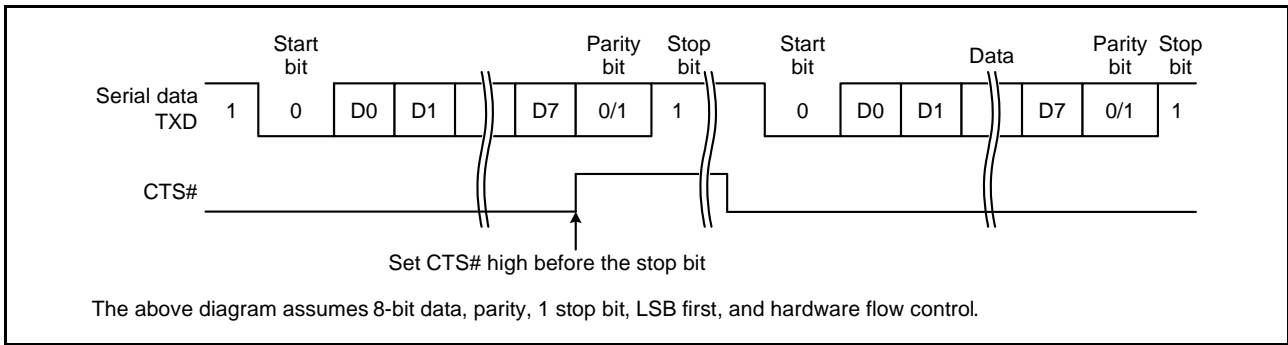 Start bit
Parity bit
Stop bit
Start bit
Data
Parity bit
Stop bit
Serial data TXD
1
0
D0
D1
D7
0/1
1
0
D0
D1
D7
0/1
1
CTS#
Set CTS# high before the stop bit
The above diagram assumes 8-bit data, parity, 1 stop bit, LSB first, and hardware flow control.